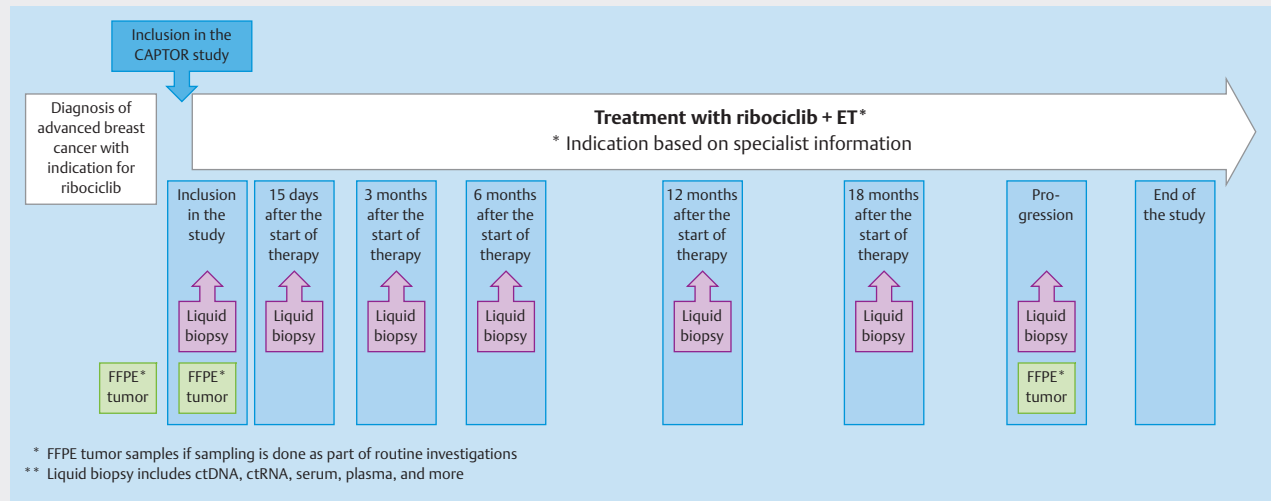 Inclusion in the
CAPTOR study
Diagnosis of
advanced breast
cancer with
indication for
ribociclib
Treatment with ribociclib + ET*
* Indication based on specialist information
Inclusion
in the
study
15 days
after the
start of
therapy
3 months
after the
start of
therapy
6 months
after the
start of
therapy
12 months
after the
start of
therapy
18 months
after the
start of
therapy
Pro-
gression
End of
the study
Liquid
biopsy
Liquid
biopsy
Liquid
biopsy
Liquid
biopsy
Liquid
biopsy
Liquid
biopsy
Liquid
biopsy
FFPE*
tumor
FFPE*
tumor
FFPE*
tumor
* FFPE tumor samples if sampling is done as part of routine investigations
** Liquid biopsy includes ctDNA, ctRNA, serum, plasma, and more